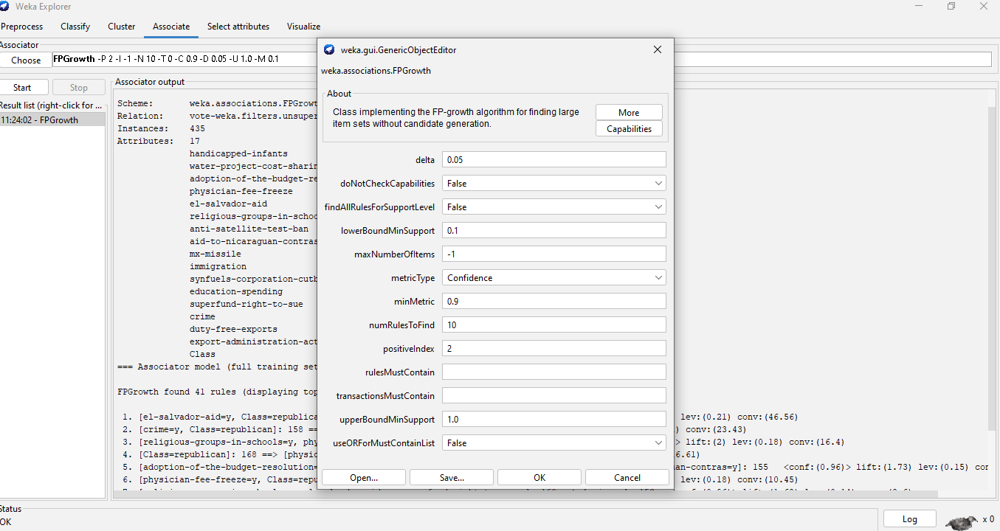 Weka Explorer
Preprocess Classify Cluster Associate Select attributes Visualize
Associator
Choose FPGrowth -P 2 -I -1 -N 10 -T 0 -C 0.9 -D 0.05 -U 1.0 -M 0.1
Start Stop
Result list (right-click for ...
11:24:02 - FPGrowth
Associator output
Scheme: weka.associations.FPGrowt
Relation: vote-weka.filters.unsuper
Instances: 435
Attributes: 17
handicapped-infants
water-project-cost-sharin
adoption-of-the-budget-re
physician-fee-freeze
el-salvador-aid
religious-groups-in-schoo
anti-satellite-test-ban
aid-to-nicaraguan-contras
mx-missile
immigration
synfuels-corporation-cutb
education-spending
superfund-right-to-sue
crime
duty-free-exports
export-administration-act
Class
=== Associator model (full training set
FPGrowth found 41 rules (displaying top
1. [el-salvador-aid=y, Class=republica lev:(0.21) conv:(46.56)
2. [crime=y, Class=republican]: 158 == ) conv:(23.43)
3. [religious-groups-in-schools=y, phy > lift:(2) lev:(0.18) conv:(16.4)
4. [Class=republican]: 168 ==> [physic 6.61)
5. [adoption-of-the-budget-resolution= an-contras=y]: 155 <conf:(0.96)> lift:(1.73) lev:(0.15) con
6. [physician-fee-freeze=y, Class=repu lev:(0.18) conv:(10.45)
weka.gui.GenericObjectEditor
weka.associations.FPGrowth
About
Class implementing the FP-growth algorithm for finding large
item sets without candidate generation.
More
Capabilities
delta 0.05
doNotCheckCapabilities False
findAllRulesForSupportLevel False
lowerBoundMinSupport 0.1
maxNumberOfItems -1
metricType Confidence
minMetric 0.9
numRulesToFind 10
positiveIndex 2
rulesMustContain
transactionsMustContain
upperBoundMinSupport 1.0
useORForMustContainList False
Open... Save... OK Cancel
Status
OK
Log x 0